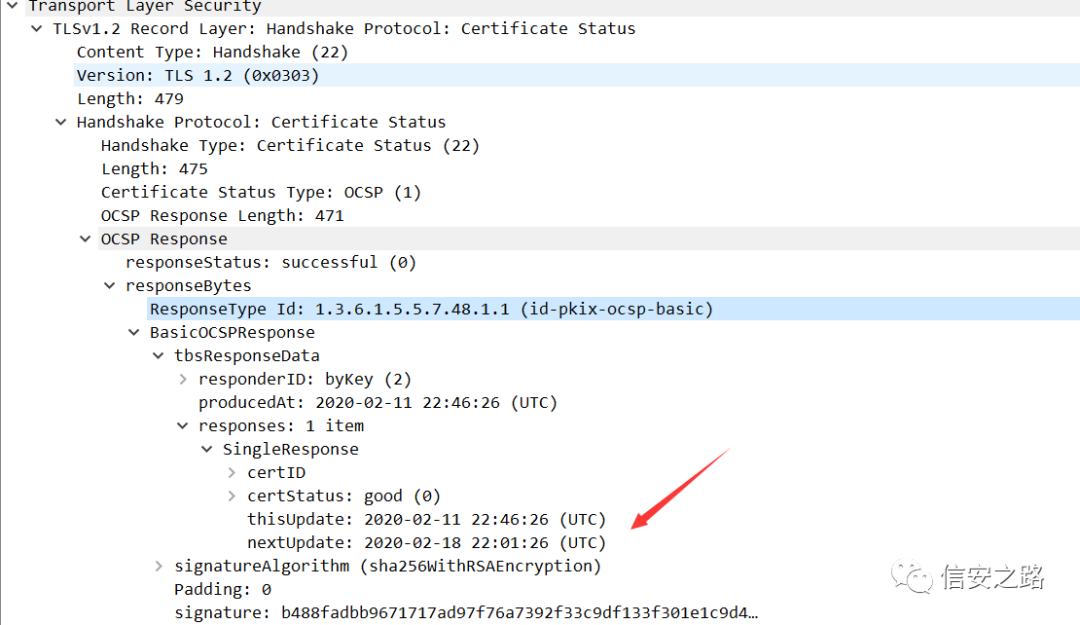 Transport Layer Security
TLSv1.2 Record Layer: Handshake Protocol: Certificate Status
Content Type: Handshake (22)
Version: TLS 1.2 (0x0303)
Length: 479
Handshake Protocol: Certificate Status
Handshake Type: Certificate Status (22)
Length: 475
Certificate Status Type: OCSP (1)
OCSP Response Length: 471
OCSP Response
responseStatus: successful (0)
responseBytes
ResponseType Id: 1.3.6.1.5.5.7.48.1.1 (id-pkix-ocsp-basic)
BasicOCSPResponse
tbsResponseData
responderID: byKey (2)
producedAt: 2020-02-11 22:46:26 (UTC)
responses: 1 item
SingleResponse
certID
certStatus: good (0)
thisUpdate: 2020-02-11 22:46:26 (UTC)
nextUpdate: 2020-02-18 22:01:26 (UTC)
signatureAlgorithm (sha256WithRSAEncryption)
Padding: 0
signature: b488fadbb9671717ad97f76a7392f33c9df133f301e1c9d4…
信安之路